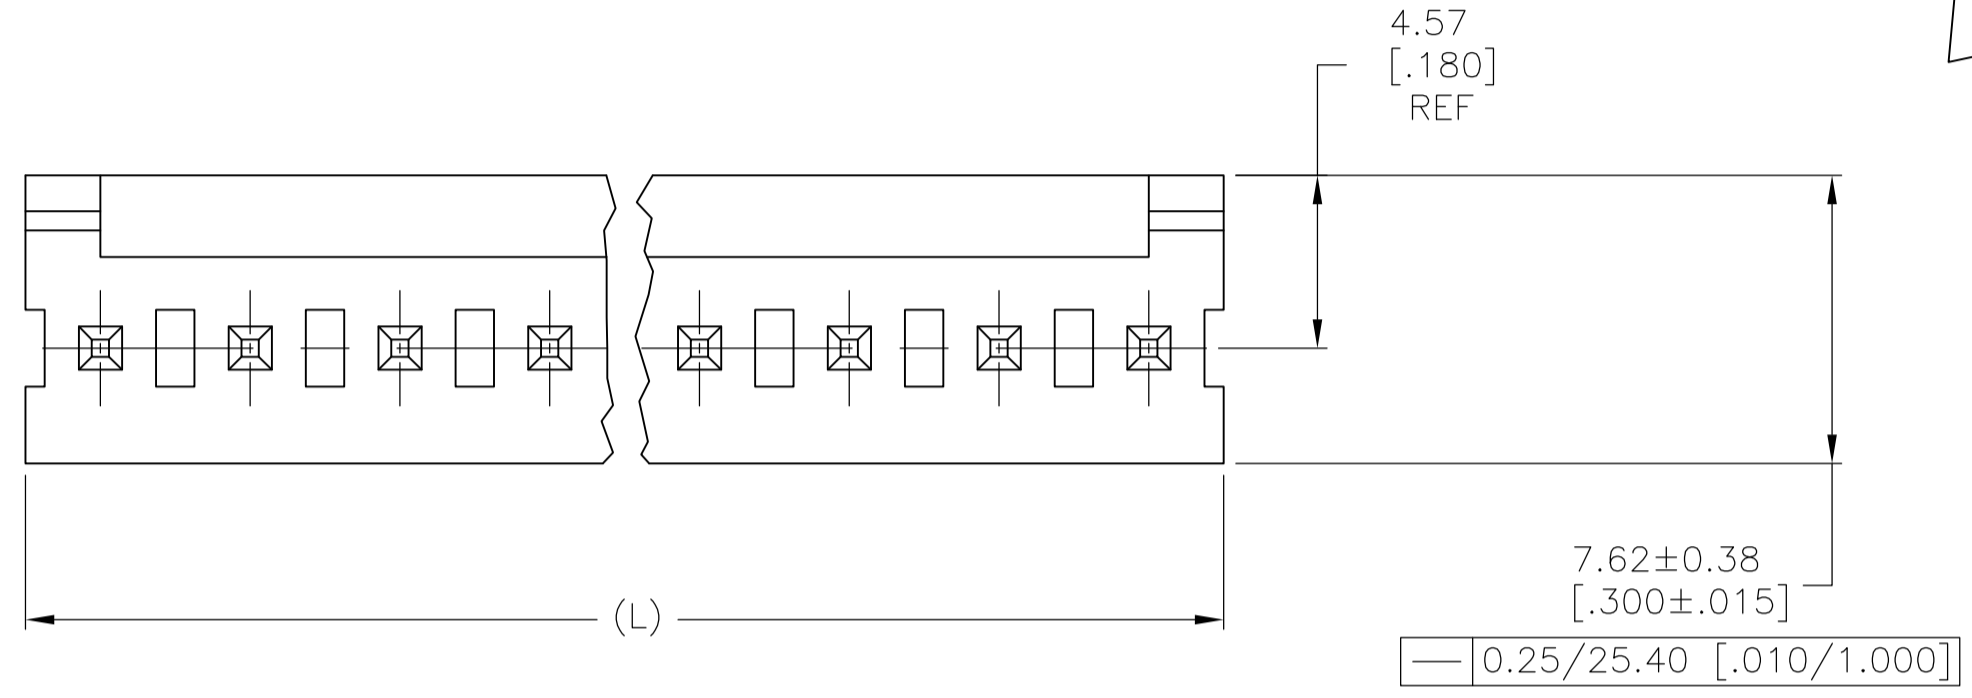 4.57
[.180]
REF
7.62±0.38
[.300±.015]
(L)
— 0.25/25.40 [.010/1.000]